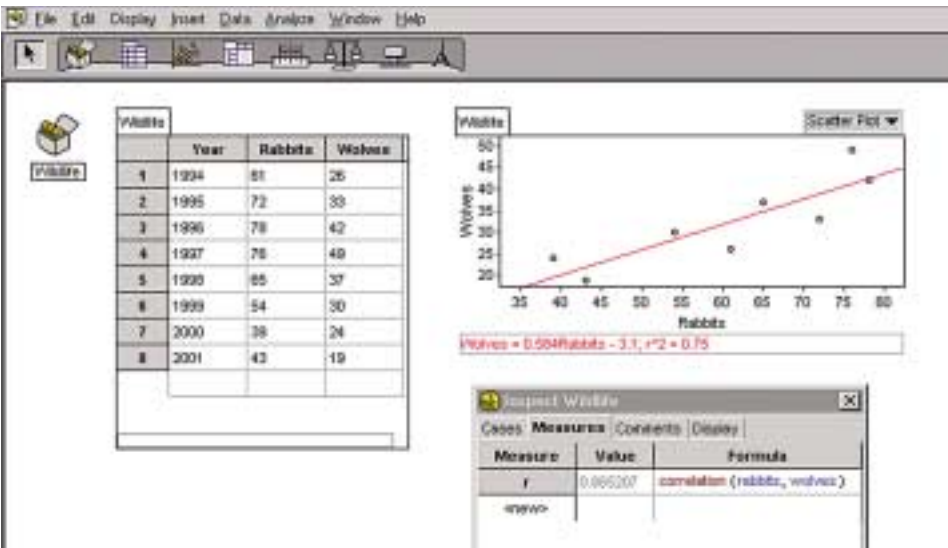 File Edit Display Insert Data Analyze Window Help
Wildlife
Wildlife
Year Rabbits Wolves
1 1994 61 26
2 1995 72 33
3 1996 78 42
4 1997 76 49
5 1998 65 37
6 1999 54 30
7 2000 39 24
8 2001 43 19
Wildlife
Scatter Plot
50
45
40
35
30
25
20
Wolves
35 40 45 50 55 60 65 70 75 80
Rabbits
Wolves = 0.584Rabbits - 3.1, r^2 = 0.75
Inspect Wildlife
Cases Measures Comments Display
Measure Value Formula
r 0.865207 correlation (rabbits, wolves)
<new>